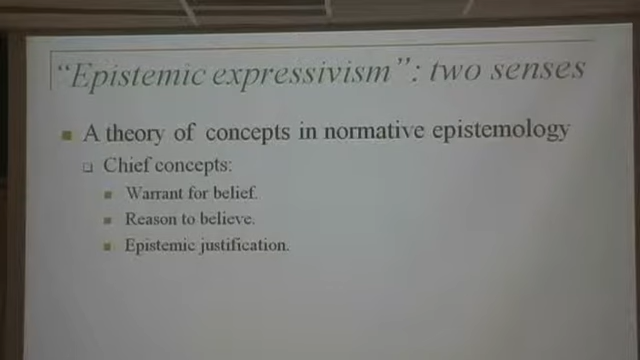 “Epistemic expressivism”: two senses
A theory of concepts in normative epistemology
Chief concepts:
Warrant for belief.
Reason to believe.
Epistemic justification.